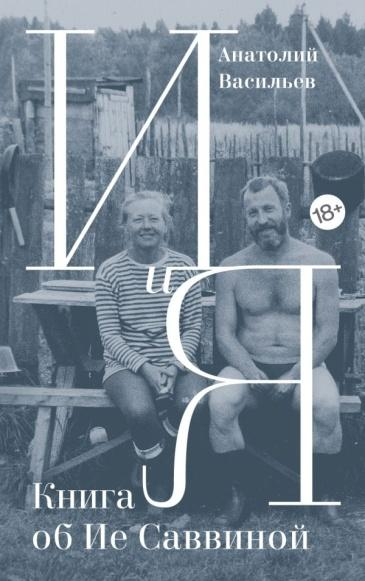 Анатолий
Васильев
И
18+
и
Я
Книга
об Ие Саввиной